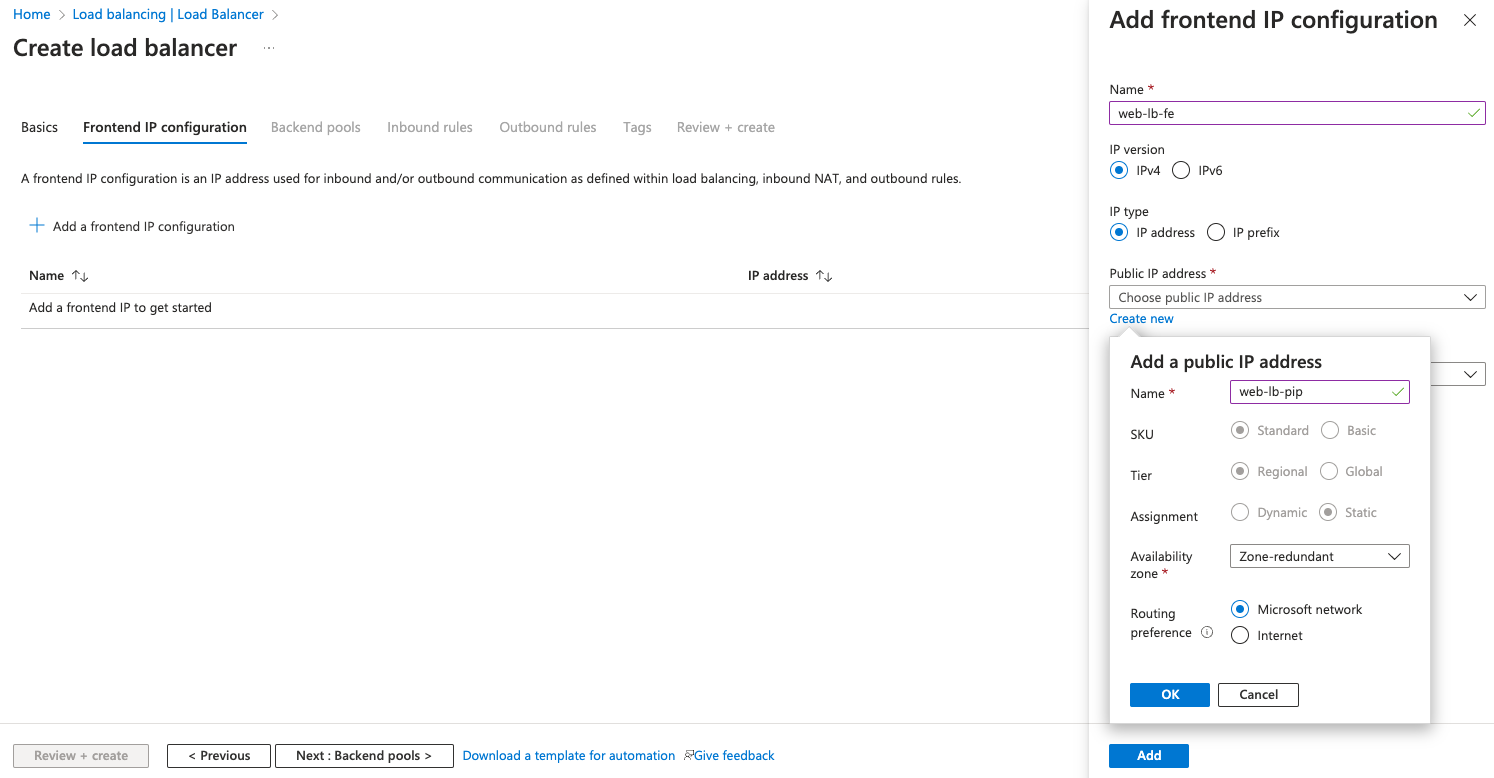 Home > Load balancing | Load Balancer >
Create load balancer ...
Basics Frontend IP configuration Backend pools Inbound rules Outbound rules Tags Review + create
A frontend IP configuration is an IP address used for inbound and/or outbound communication as defined within load balancing, inbound NAT, and outbound rules.
+ Add a frontend IP configuration
Name ↑↓ IP address ↑↓
Add a frontend IP to get started
Review + create < Previous Next : Backend pools > Download a template for automation Give feedback
Add frontend IP configuration
Name *
web-lb-fe
IP version
IPv4 IPv6
IP type
IP address IP prefix
Public IP address *
Choose public IP address
Create new
Add a public IP address
Name * web-lb-pip
SKU Standard Basic
Tier Regional Global
Assignment Dynamic Static
Availability zone * Zone-redundant
Routing preference Microsoft network
Internet
OK Cancel
Add